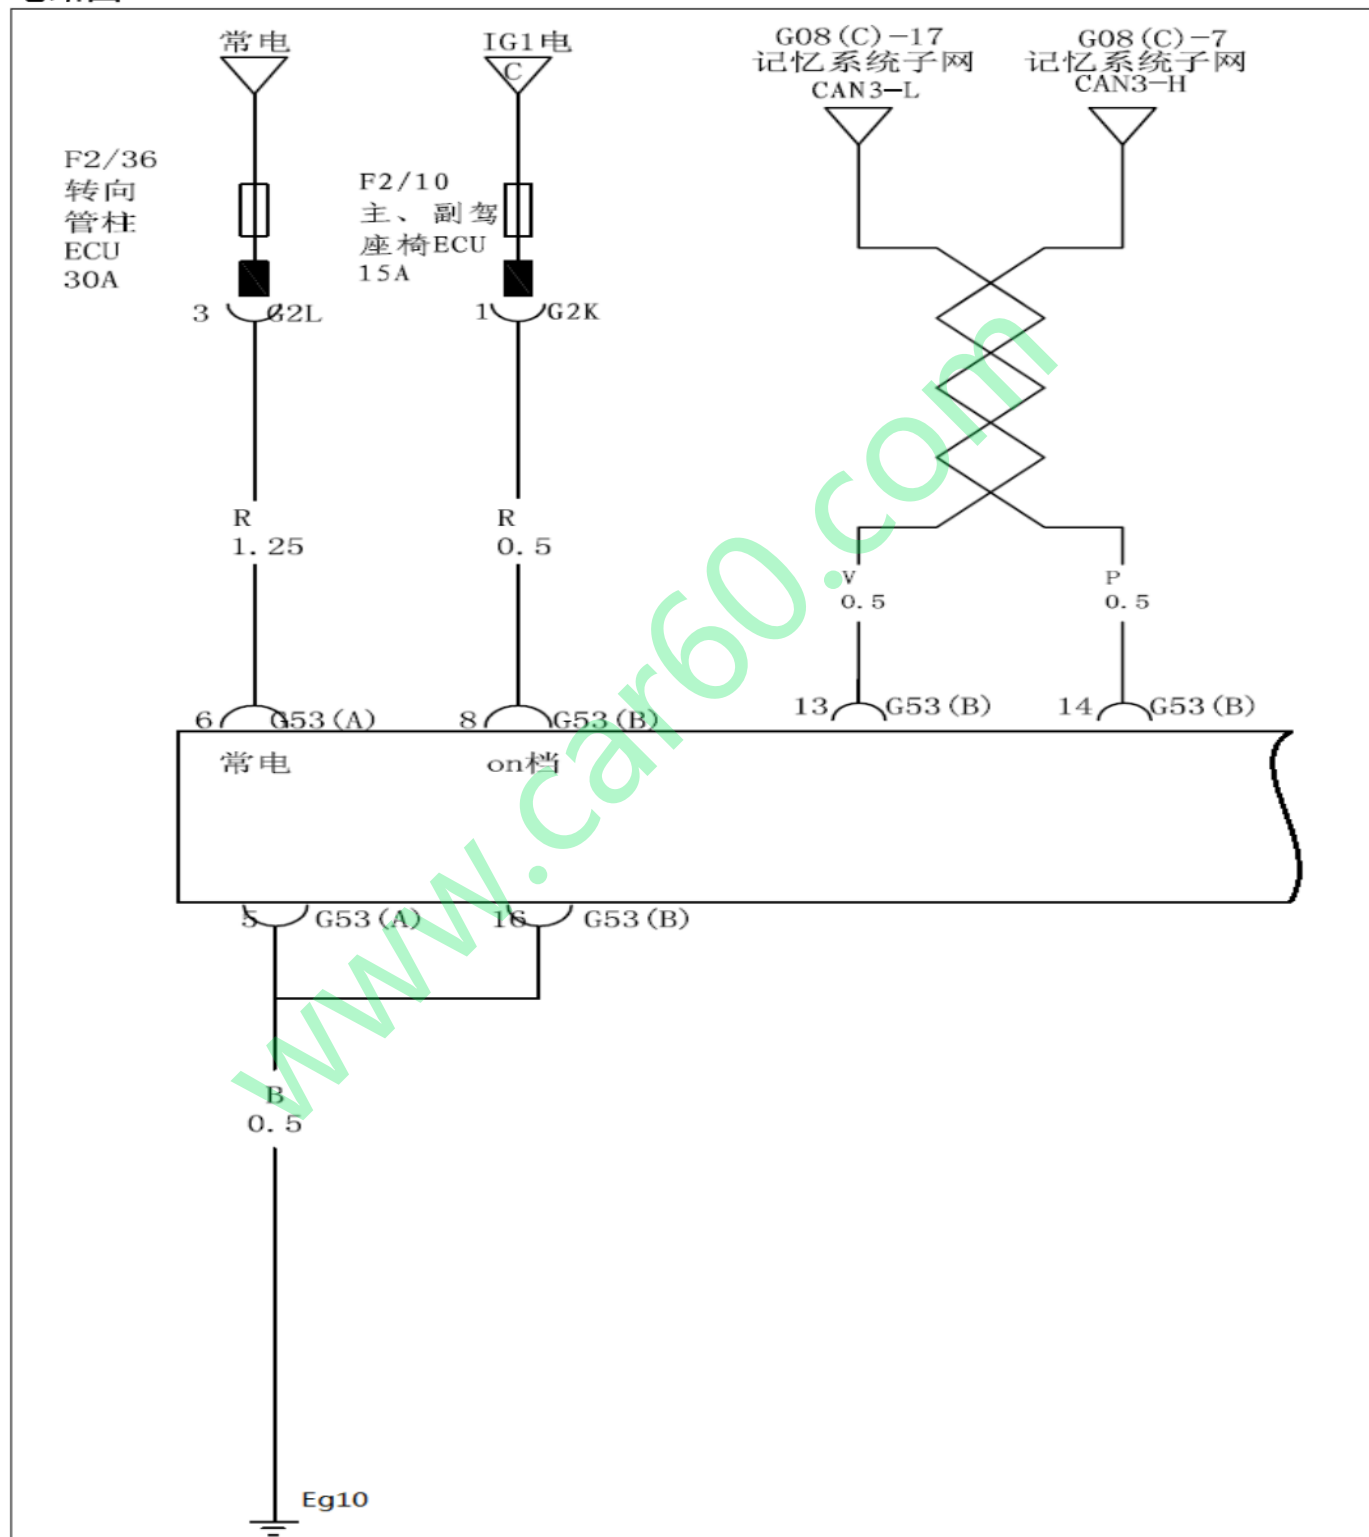 常电
IG1电
C
G08(C)-17
记忆系统子网
CAN3-L
G08(C)-7
记忆系统子网
CAN3-H
F2/36
转向
管柱
ECU
30A
F2/10
主、副驾
座椅ECU
15A
3 G2L
1 G2K
R
1.25
R
0.5
V
0.5
P
0.5
6 G53(A)
8 G53(B)
13 G53(B)
14 G53(B)
常电
on档
5 G53(A)
16 G53(B)
B
0.5
Eg10
www.car60.com